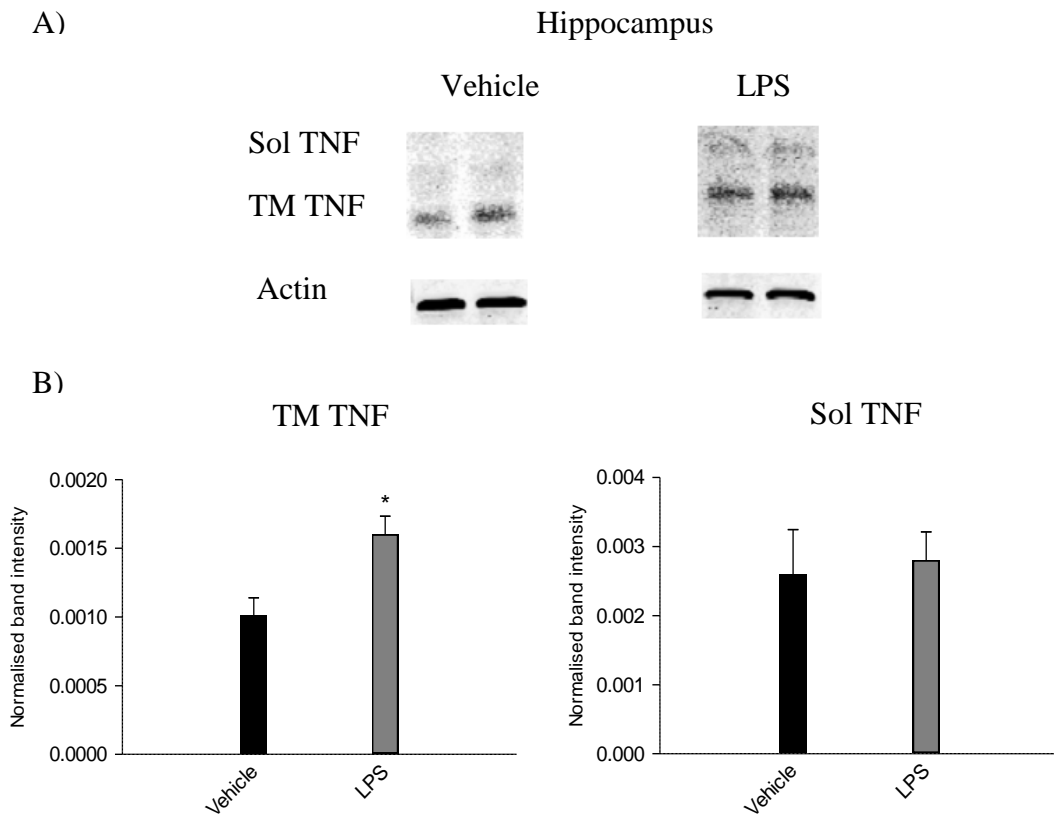 A)
Hippocampus
Vehicle LPS
Sol TNF
TM TNF
Actin
B)
TM TNF
Normalised band intensity
0.0020
0.0015
0.0010
0.0005
0.0000
*
Vehicle
LPS
Sol TNF
Normalised band intensity
0.004
0.003
0.002
0.001
0.000
Vehicle
LPS